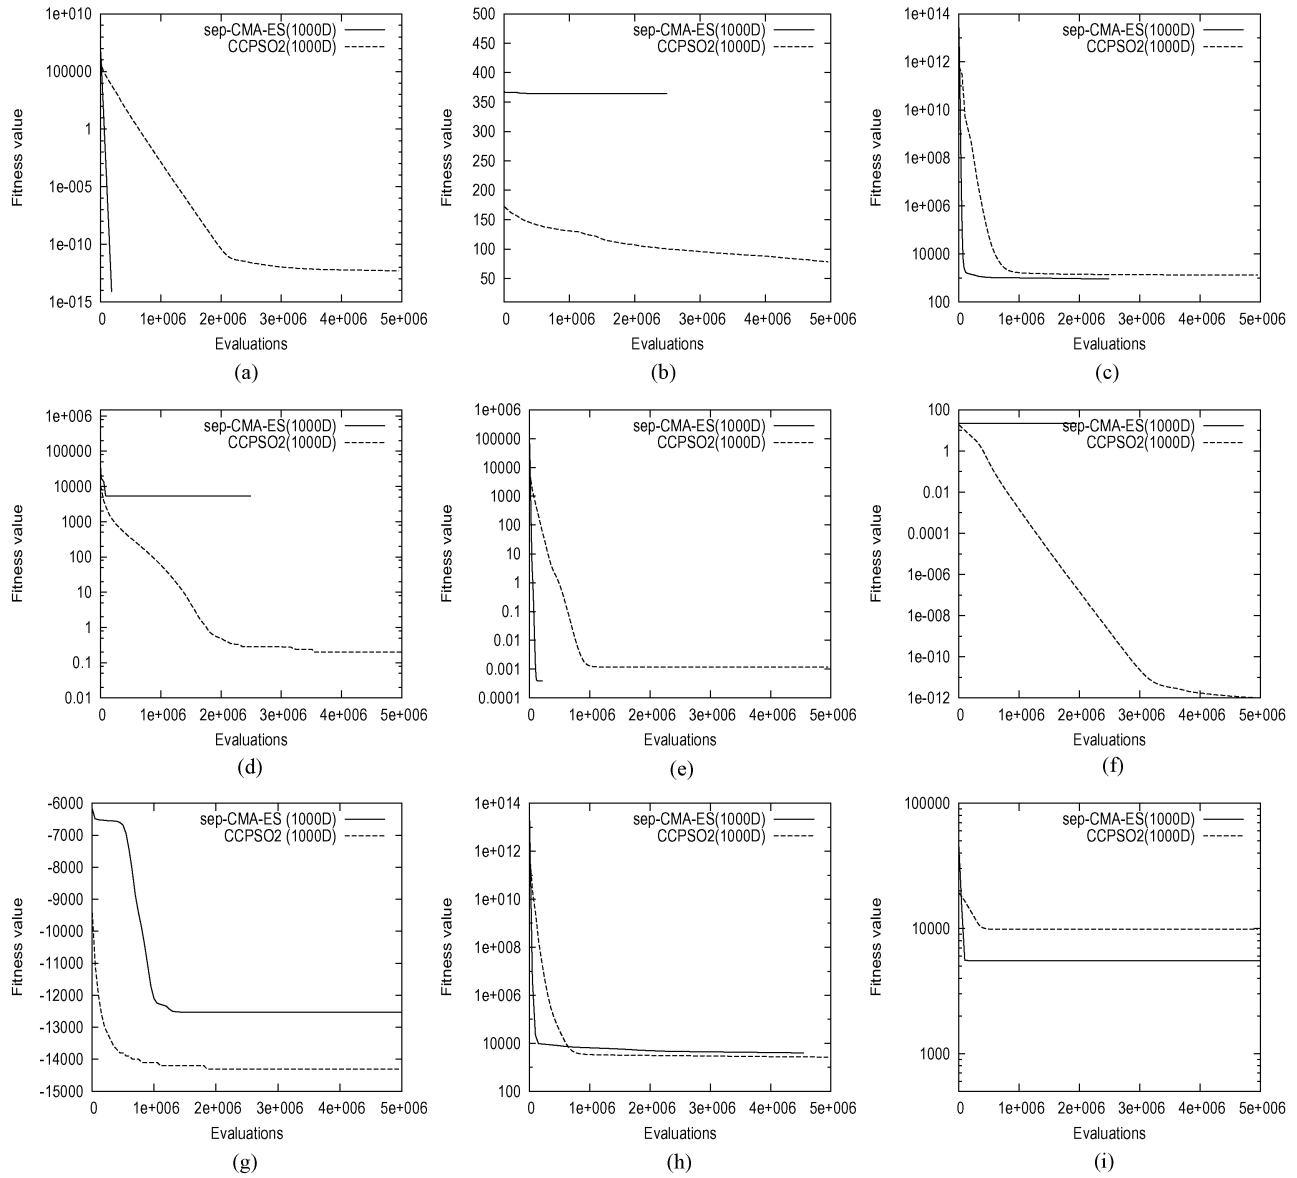 1e+010
100000
1
1e-005
1e-010
1e-015
Fitness value
sep-CMA-ES(1000D)
CCPSO2(1000D)
0 1e+006 2e+006 3e+006 4e+006 5e+006
Evaluations
(a)
500
450
400
350
300
250
200
150
100
50
Fitness value
sep-CMA-ES(1000D)
CCPSO2(1000D)
0 1e+006 2e+006 3e+006 4e+006 5e+006
Evaluations
(b)
1e+014
1e+012
1e+010
1e+008
1e+006
10000
100
Fitness value
sep-CMA-ES(1000D)
CCPSO2(1000D)
0 1e+006 2e+006 3e+006 4e+006 5e+006
Evaluations
(c)
1e+006
100000
10000
1000
100
10
1
0.1
0.01
Fitness value
sep-CMA-ES(1000D)
CCPSO2(1000D)
0 1e+006 2e+006 3e+006 4e+006 5e+006
Evaluations
(d)
1e+006
100000
10000
1000
100
10
1
0.1
0.01
0.001
0.0001
Fitness value
sep-CMA-ES(1000D)
CCPSO2(1000D)
0 1e+006 2e+006 3e+006 4e+006 5e+006
Evaluations
(e)
100
1
0.01
0.0001
1e-006
1e-008
1e-010
1e-012
Fitness value
sep-CMA-ES(1000D)
CCPSO2(1000D)
0 1e+006 2e+006 3e+006 4e+006 5e+006
Evaluations
(f)
-6000
-7000
-8000
-9000
-10000
-11000
-12000
-13000
-14000
-15000
Fitness value
sep-CMA-ES (1000D)
CCPSO2 (1000D)
0 1e+006 2e+006 3e+006 4e+006 5e+006
Evaluations
(g)
1e+014
1e+012
1e+010
1e+008
1e+006
10000
100
Fitness value
sep-CMA-ES(1000D)
CCPSO2(1000D)
0 1e+006 2e+006 3e+006 4e+006 5e+006
Evaluations
(h)
100000
10000
1000
Fitness value
sep-CMA-ES(1000D)
CCPSO2(1000D)
0 1e+006 2e+006 3e+006 4e+006 5e+006
Evaluations
(i)